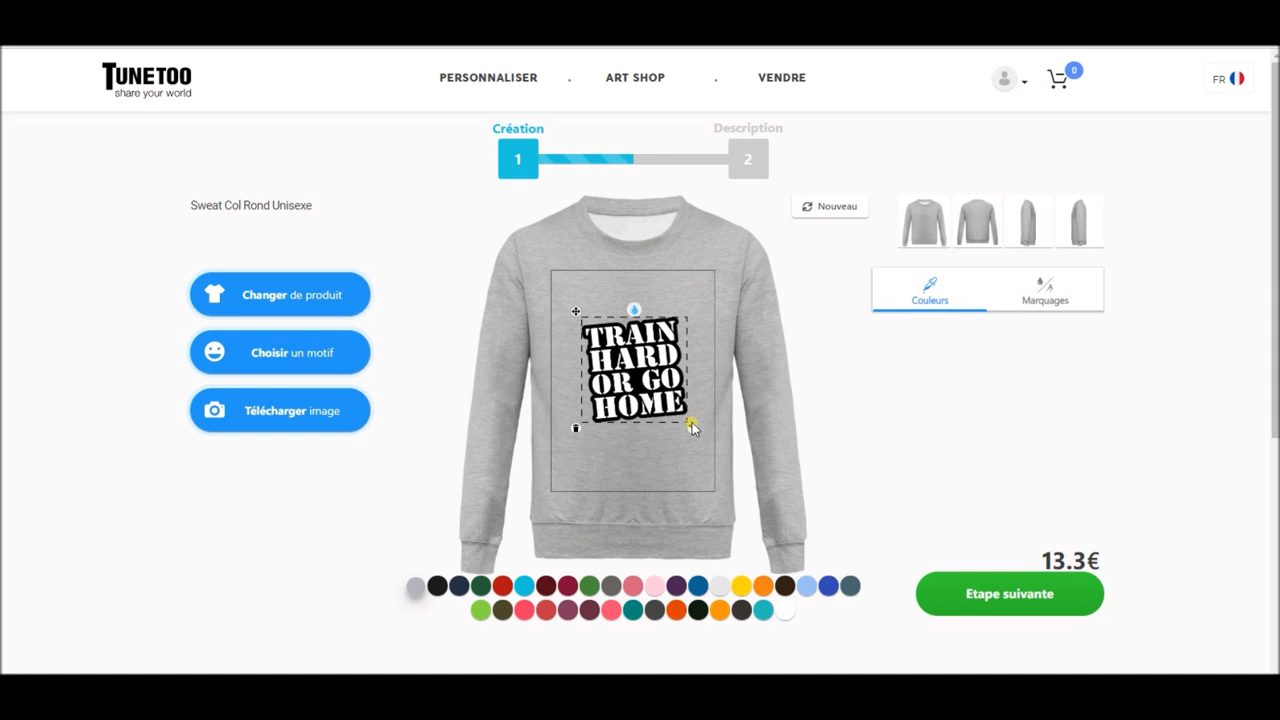 TUNETOO
share your world
PERSONNALISER . ART SHOP . VENDRE
0
FR
Création
Description
1
2
Sweat Col Rond Unisexe
Nouveau
Changer de produit
Choisir un motif
Télécharger image
Couleurs
Marquages
TRAIN
HARD
OR GO
HOME
13.3€
Etape suivante